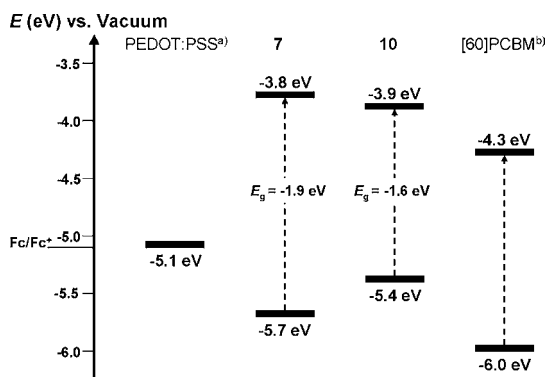 E (eV) vs. Vacuum
PEDOT:PSSa) 7 10 [60]PCBMb)
-3.5
-3.8 eV
-3.9 eV
-4.0
-4.3 eV
-4.5
Eg = -1.9 eV
Eg = -1.6 eV
-5.0
Fc/Fc+
-5.1 eV
-5.5
-5.4 eV
-5.7 eV
-6.0
-6.0 eV